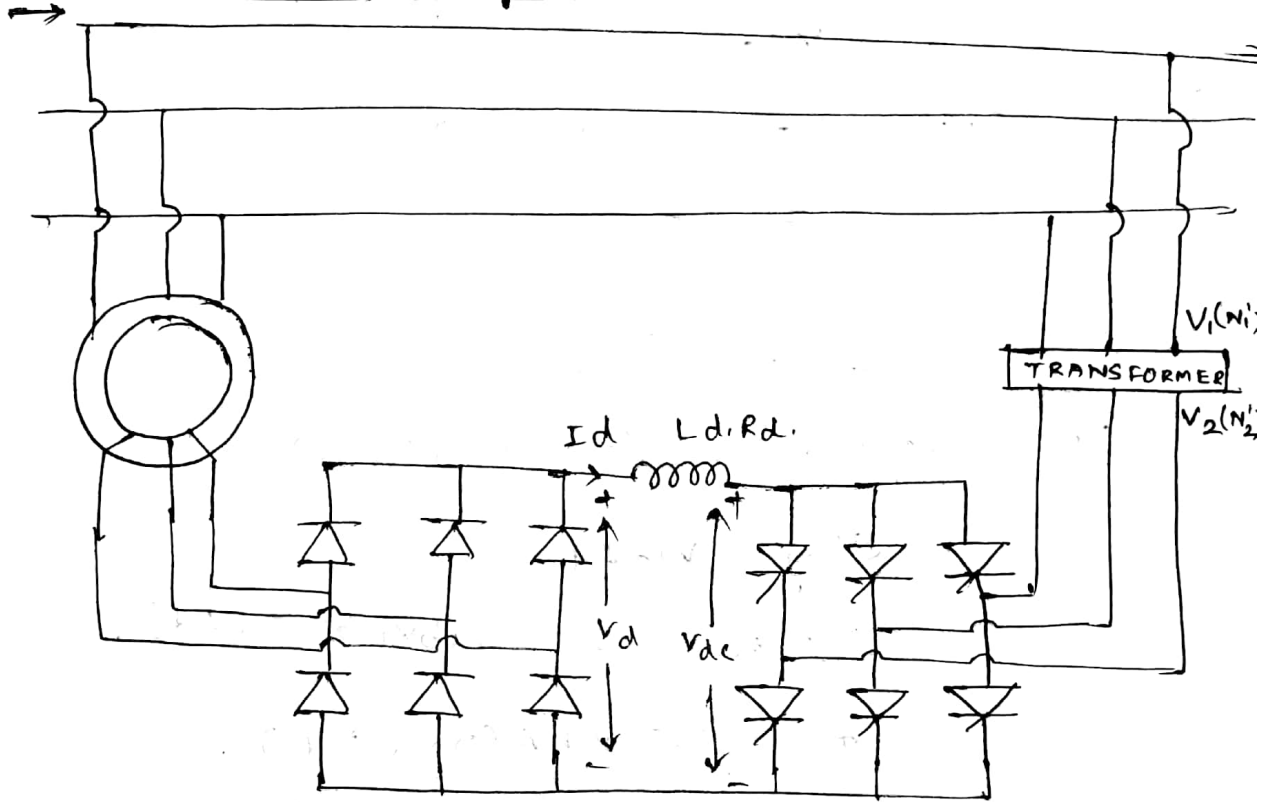 V₁(N₁'
TRANSFORMER
V₂(N₂'
Id Ld.Rd.
+ +
Vd Vdc
- -